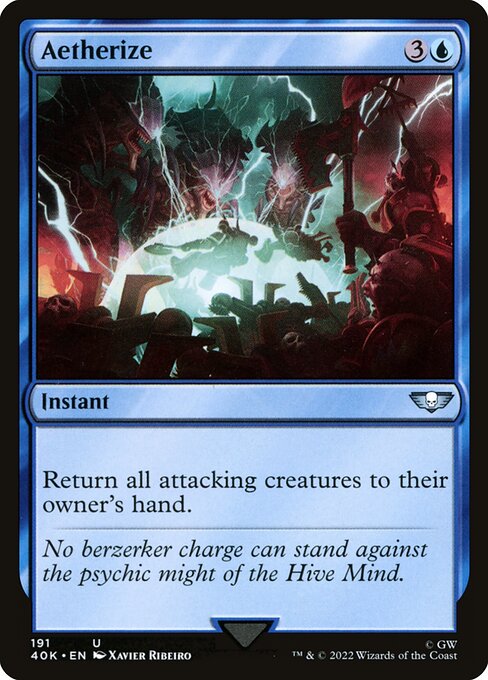 Aetherize 3
Instant
Return all attacking creatures to their
owner's hand.
No berzerker charge can stand against
the psychic might of the Hive Mind.
191 U © GW
40K • EN Xavier Ribeiro ™ & © 2022 Wizards of the Coast